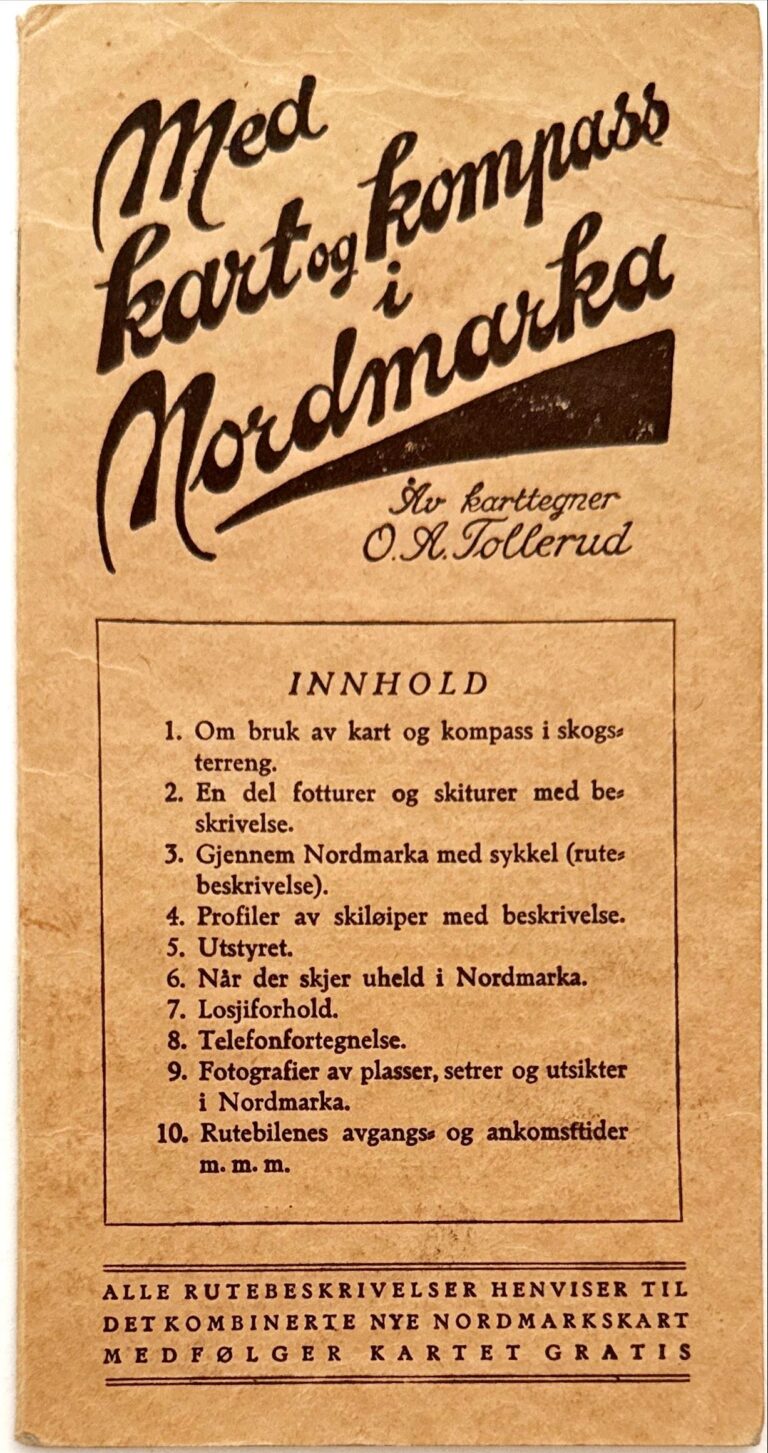 Med
kart og kompass
i
Nordmarka
Av karttegner
O. A. Tollerud
INNHOLD
1. Om bruk av kart og kompass i skogs-
terreng.
2. En del fotturer og skiturer med be-
skrivelse.
3. Gjennem Nordmarka med sykkel (rute-
beskrivelse).
4. Profiler av skiløiper med beskrivelse.
5. Utstyret.
6. Når der skjer uheld i Nordmarka.
7. Losjiforhold.
8. Telefonfortegnelse.
9. Fotografier av plasser, setrer og utsikter
i Nordmarka.
10. Rutebilenes avgangs- og ankomsttider
m. m. m.
ALLE RUTEBESKRIVELSER HENVISER TIL
DET KOMBINERTE NYE NORDMARKSKART
MEDFØLGER KARTET GRATIS